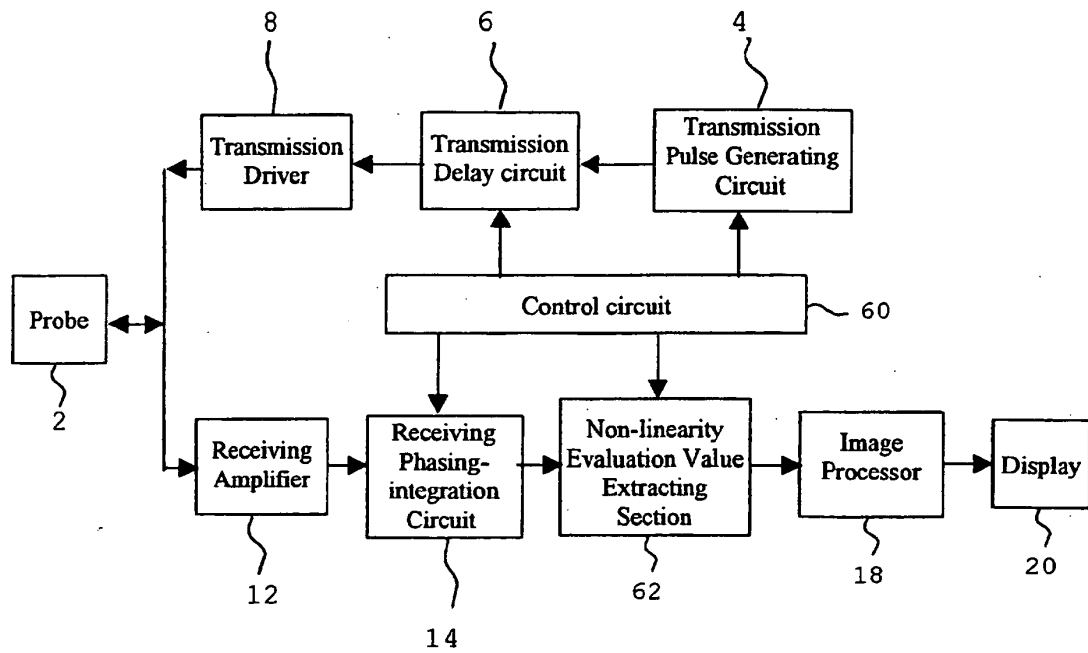 8
6
4
Transmission
Driver
Transmission
Delay circuit
Transmission
Pulse Generating
Circuit
Control circuit
60
Probe
2
Receiving
Amplifier
12
Receiving
Phasing-
integration
Circuit
14
Non-linearity
Evaluation Value
Extracting
Section
62
Image
Processor
18
Display
20